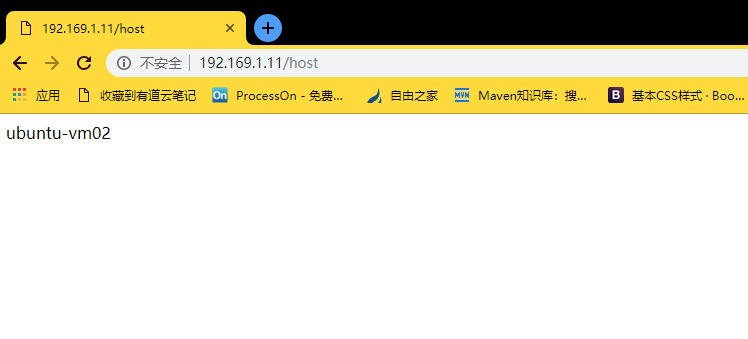 192.169.1.11/host
不安全 192.169.1.11/host
应用 收藏到有道云笔记 On ProcessOn - 免费... 自由之家 MVN Maven知识库：搜... B 基本CSS样式 · Boo...
ubuntu-vm02